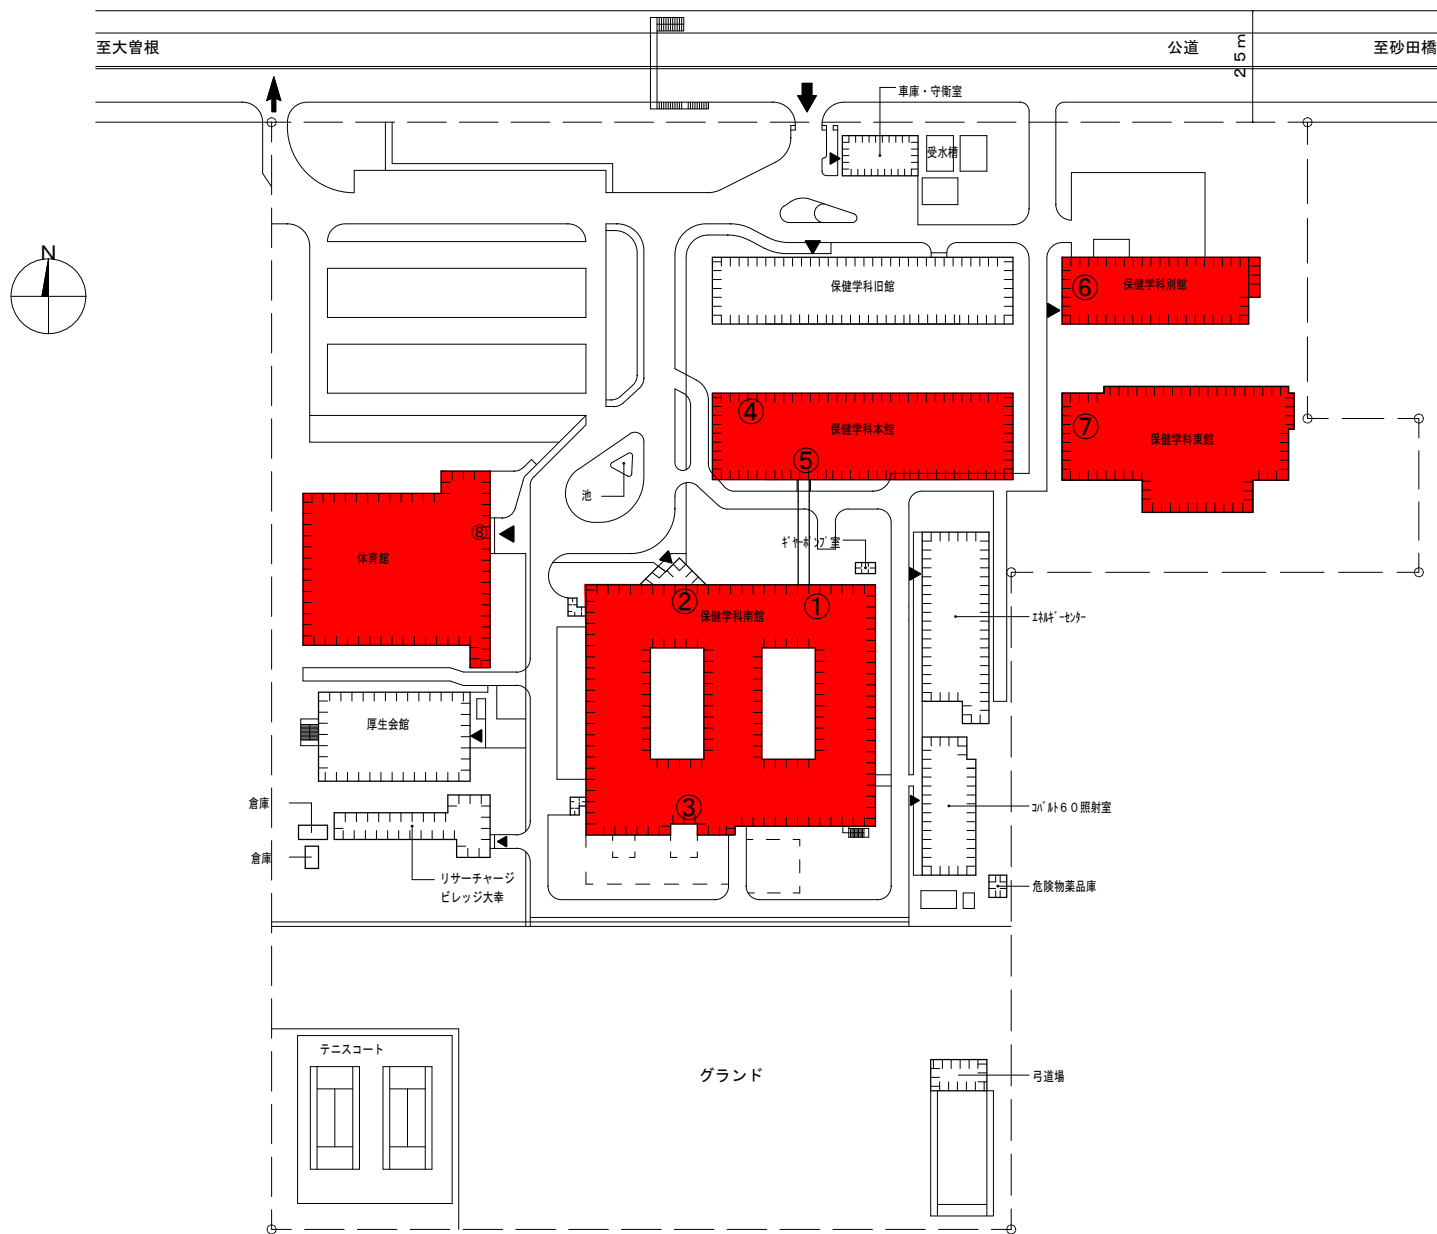 至大曽根
公道
至砂田橋
25m
車庫・守衛室
受水槽
N
保健学科旧館
⑥
保健学科別館
④
保健学科本館
⑤
⑦
保健学科東館
池
⑧
体育館
ギヤーポンプ室
②
保健学科南館
①
エネルギーセンター
厚生会館
③
倉庫
倉庫
リサーチャージ
ビレッジ大幸
コバルト60照射室
危険物薬品庫
テニスコート
グランド
弓道場